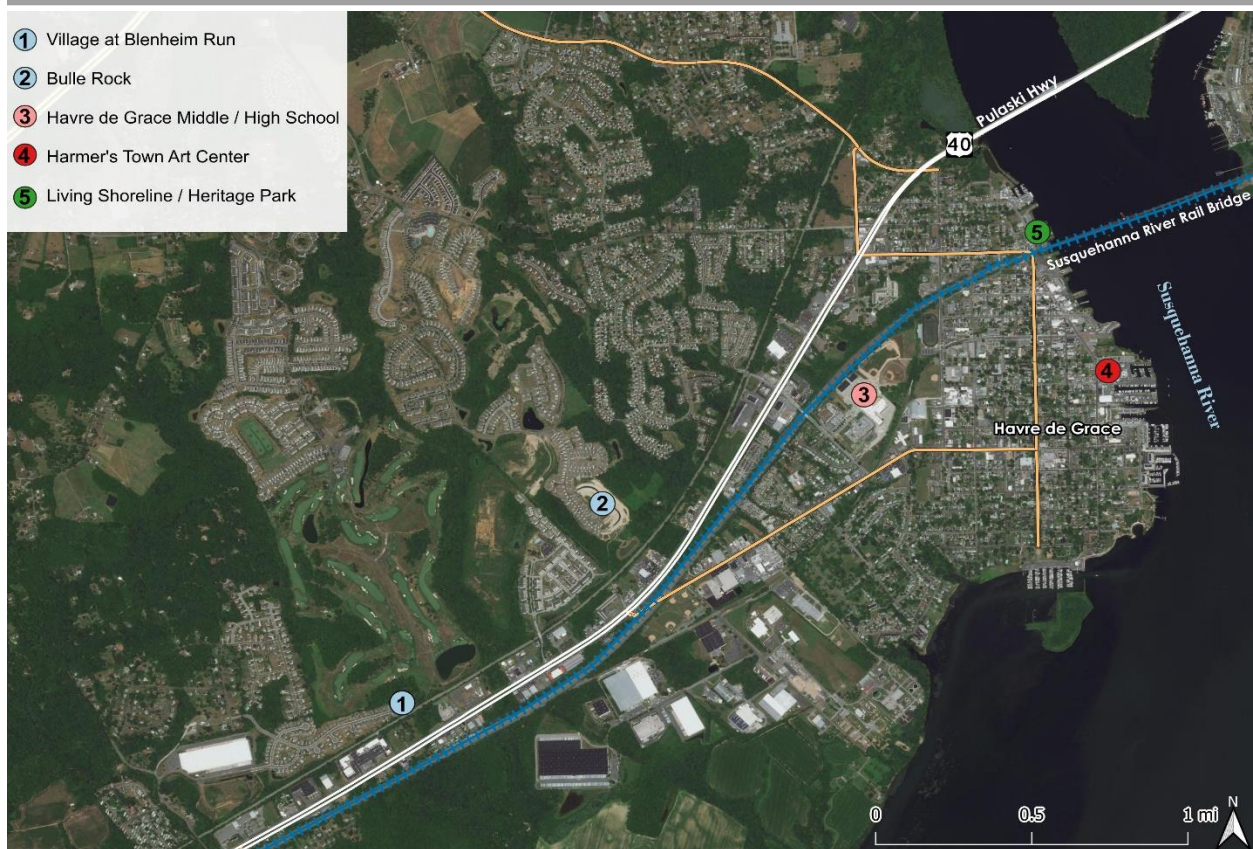 1 Village at Blenheim Run
2 Bulle Rock
3 Havre de Grace Middle / High School
4 Harmer's Town Art Center
5 Living Shoreline / Heritage Park
Pulaski Hwy
40
5
Susquehanna River Rail Bridge
Susquehanna River
4
3
Havre de Grace
2
1
0 0.5 1 mi
N